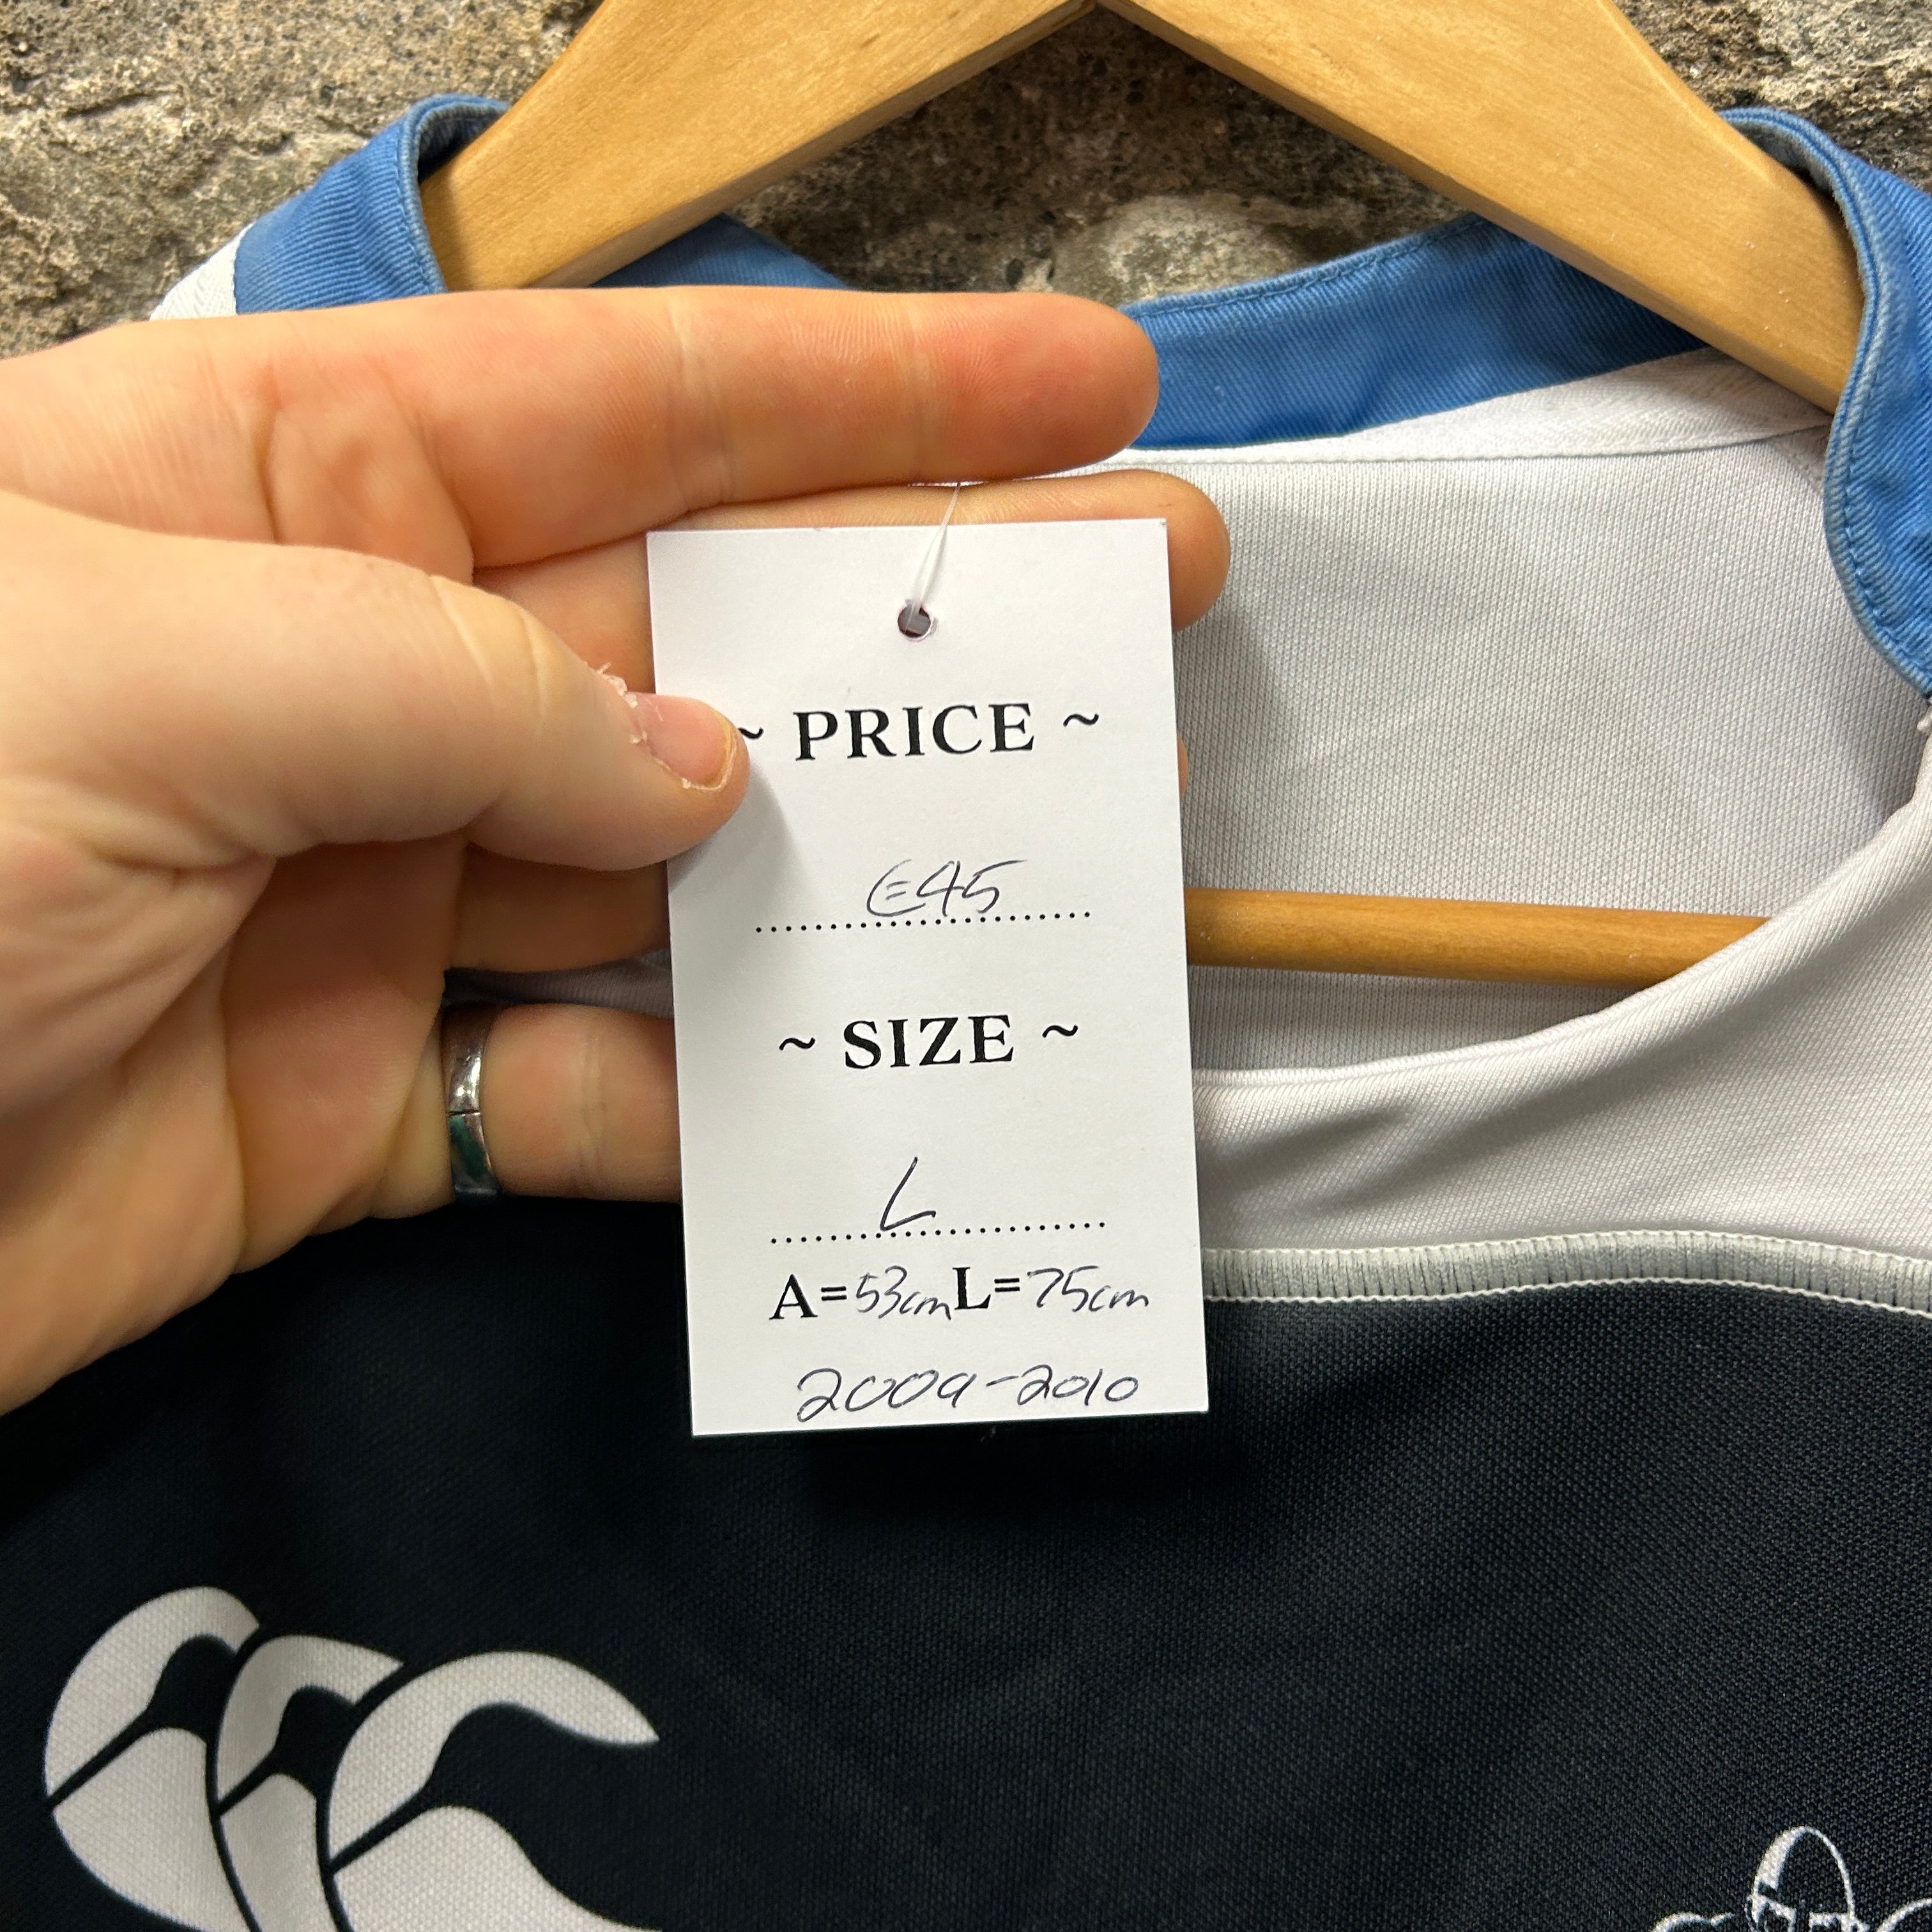 ~ PRICE ~
€45
~ SIZE ~
L
A=53cm L=75cm
2009-2010